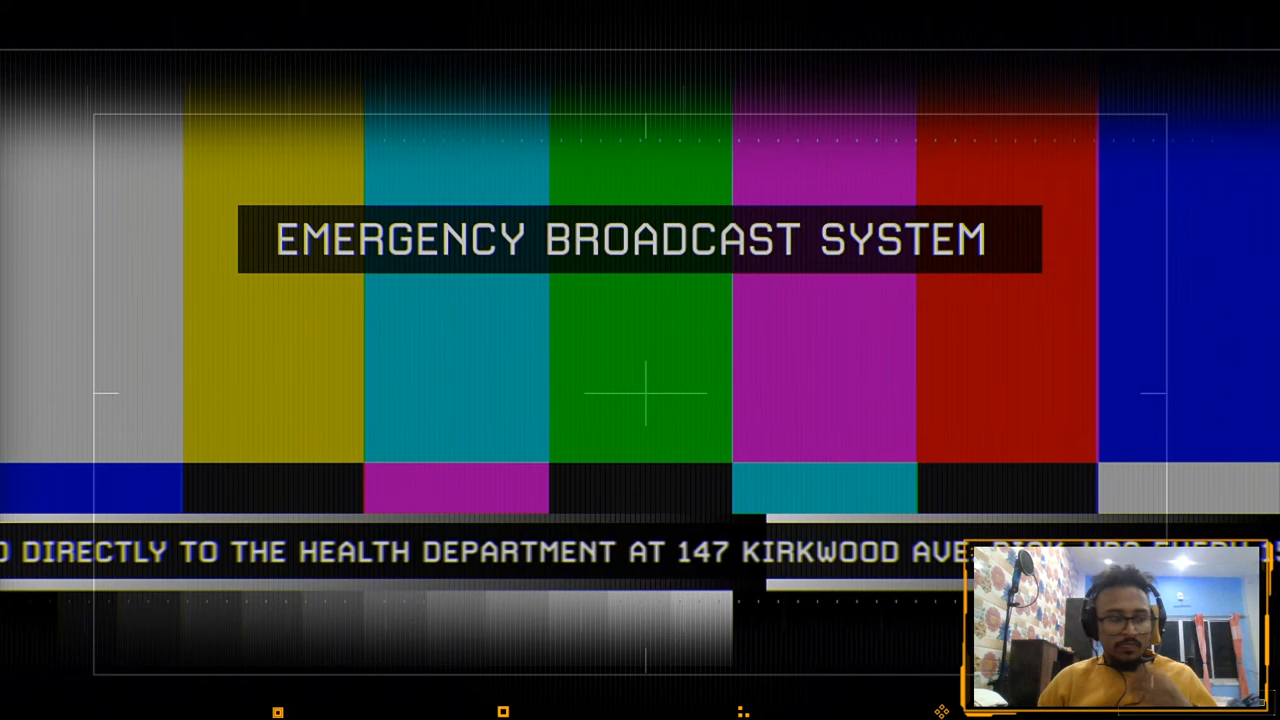 EMERGENCY BROADCAST SYSTEM
DIRECTLY TO THE HEALTH DEPARTMENT AT 147 KIRKWOOD AVE